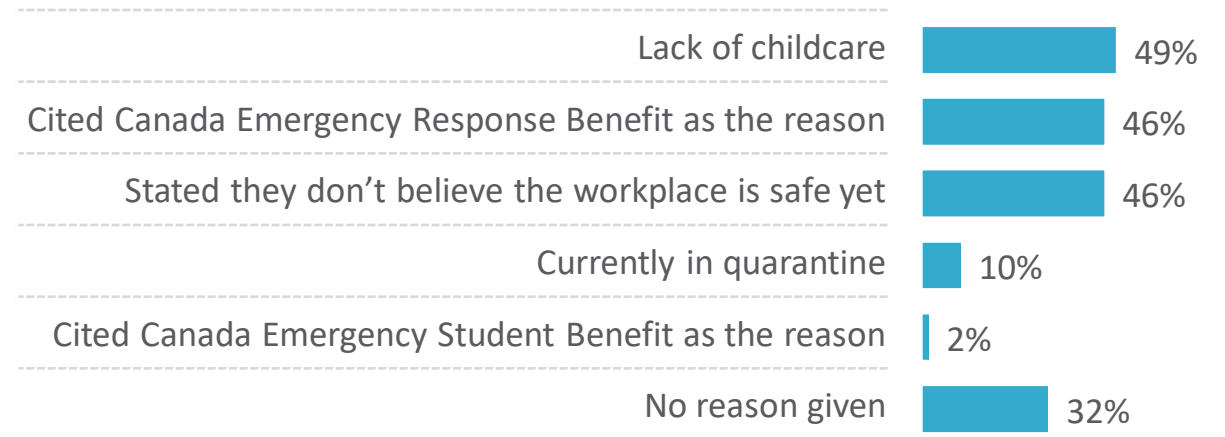 Lack of childcare 49%
Cited Canada Emergency Response Benefit as the reason 46%
Stated they don’t believe the workplace is safe yet 46%
Currently in quarantine 10%
Cited Canada Emergency Student Benefit as the reason 2%
No reason given 32%